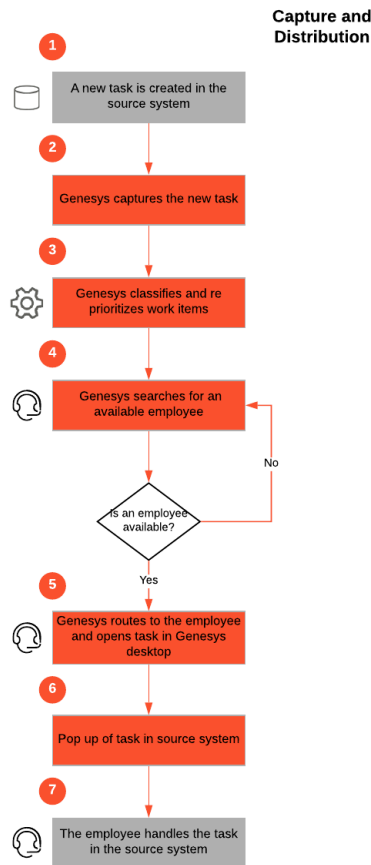 Capture and
Distribution
1
A new task is created in the
source system
2
Genesys captures the new task
3
Genesys classifies and re
prioritizes work items
4
Genesys searches for an
available employee
No
Is an employee
available?
Yes
5
Genesys routes to the employee
and opens task in Genesys
desktop
6
Pop up of task in source system
7
The employee handles the task
in the source system